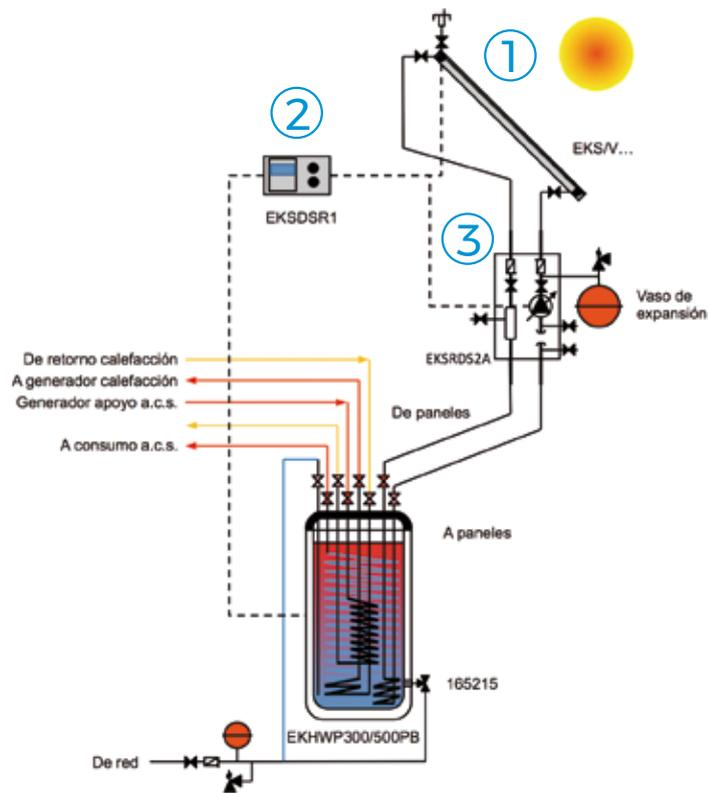 1
2
EKS/V...
EKSDSR1
3
Vaso de
expansión
EKSRDS2A
De retorno calefacción
A generador calefacción
Generador apoyo a.c.s.
De paneles
A consumo a.c.s.
A paneles
165215
EKHWP300/500PB
De red